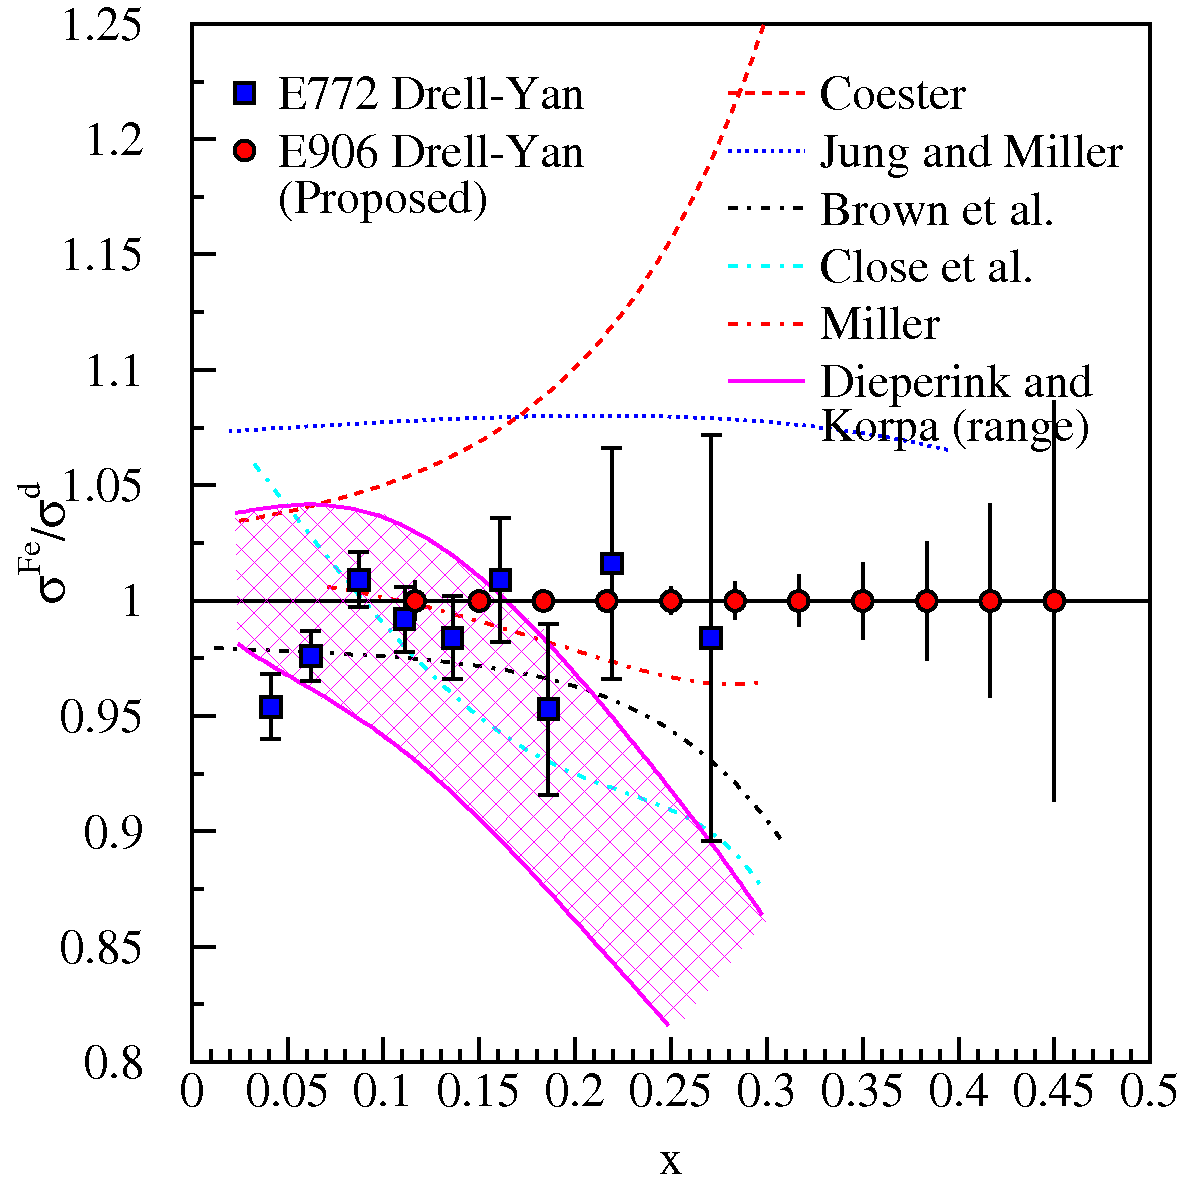 1.25
1.2
1.15
1.1
1.05
1
0.95
0.9
0.85
0.8
σFe/σd
E772 Drell-Yan
E906 Drell-Yan
(Proposed)
Coester
Jung and Miller
Brown et al.
Close et al.
Miller
Dieperink and
Korpa (range)
0 0.05 0.1 0.15 0.2 0.25 0.3 0.35 0.4 0.45 0.5
x